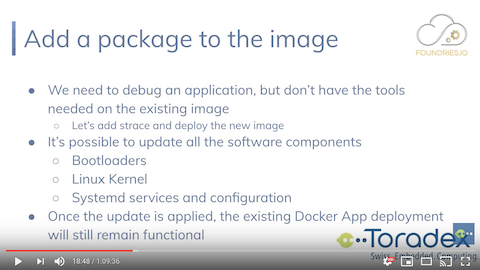 Add a package to the image
FOUNDRIES.IO
● We need to debug an application, but don't have the tools
needed on the existing image
○ Let's add strace and deploy the new image
● It's possible to update all the software components
○ Bootloaders
○ Linux Kernel
○ Systemd services and configuration
● Once the update is applied, the existing Docker App deployment
will still remain functional
Toradex
Swiss. Embedded. Computing.
18:48 / 1:09:36